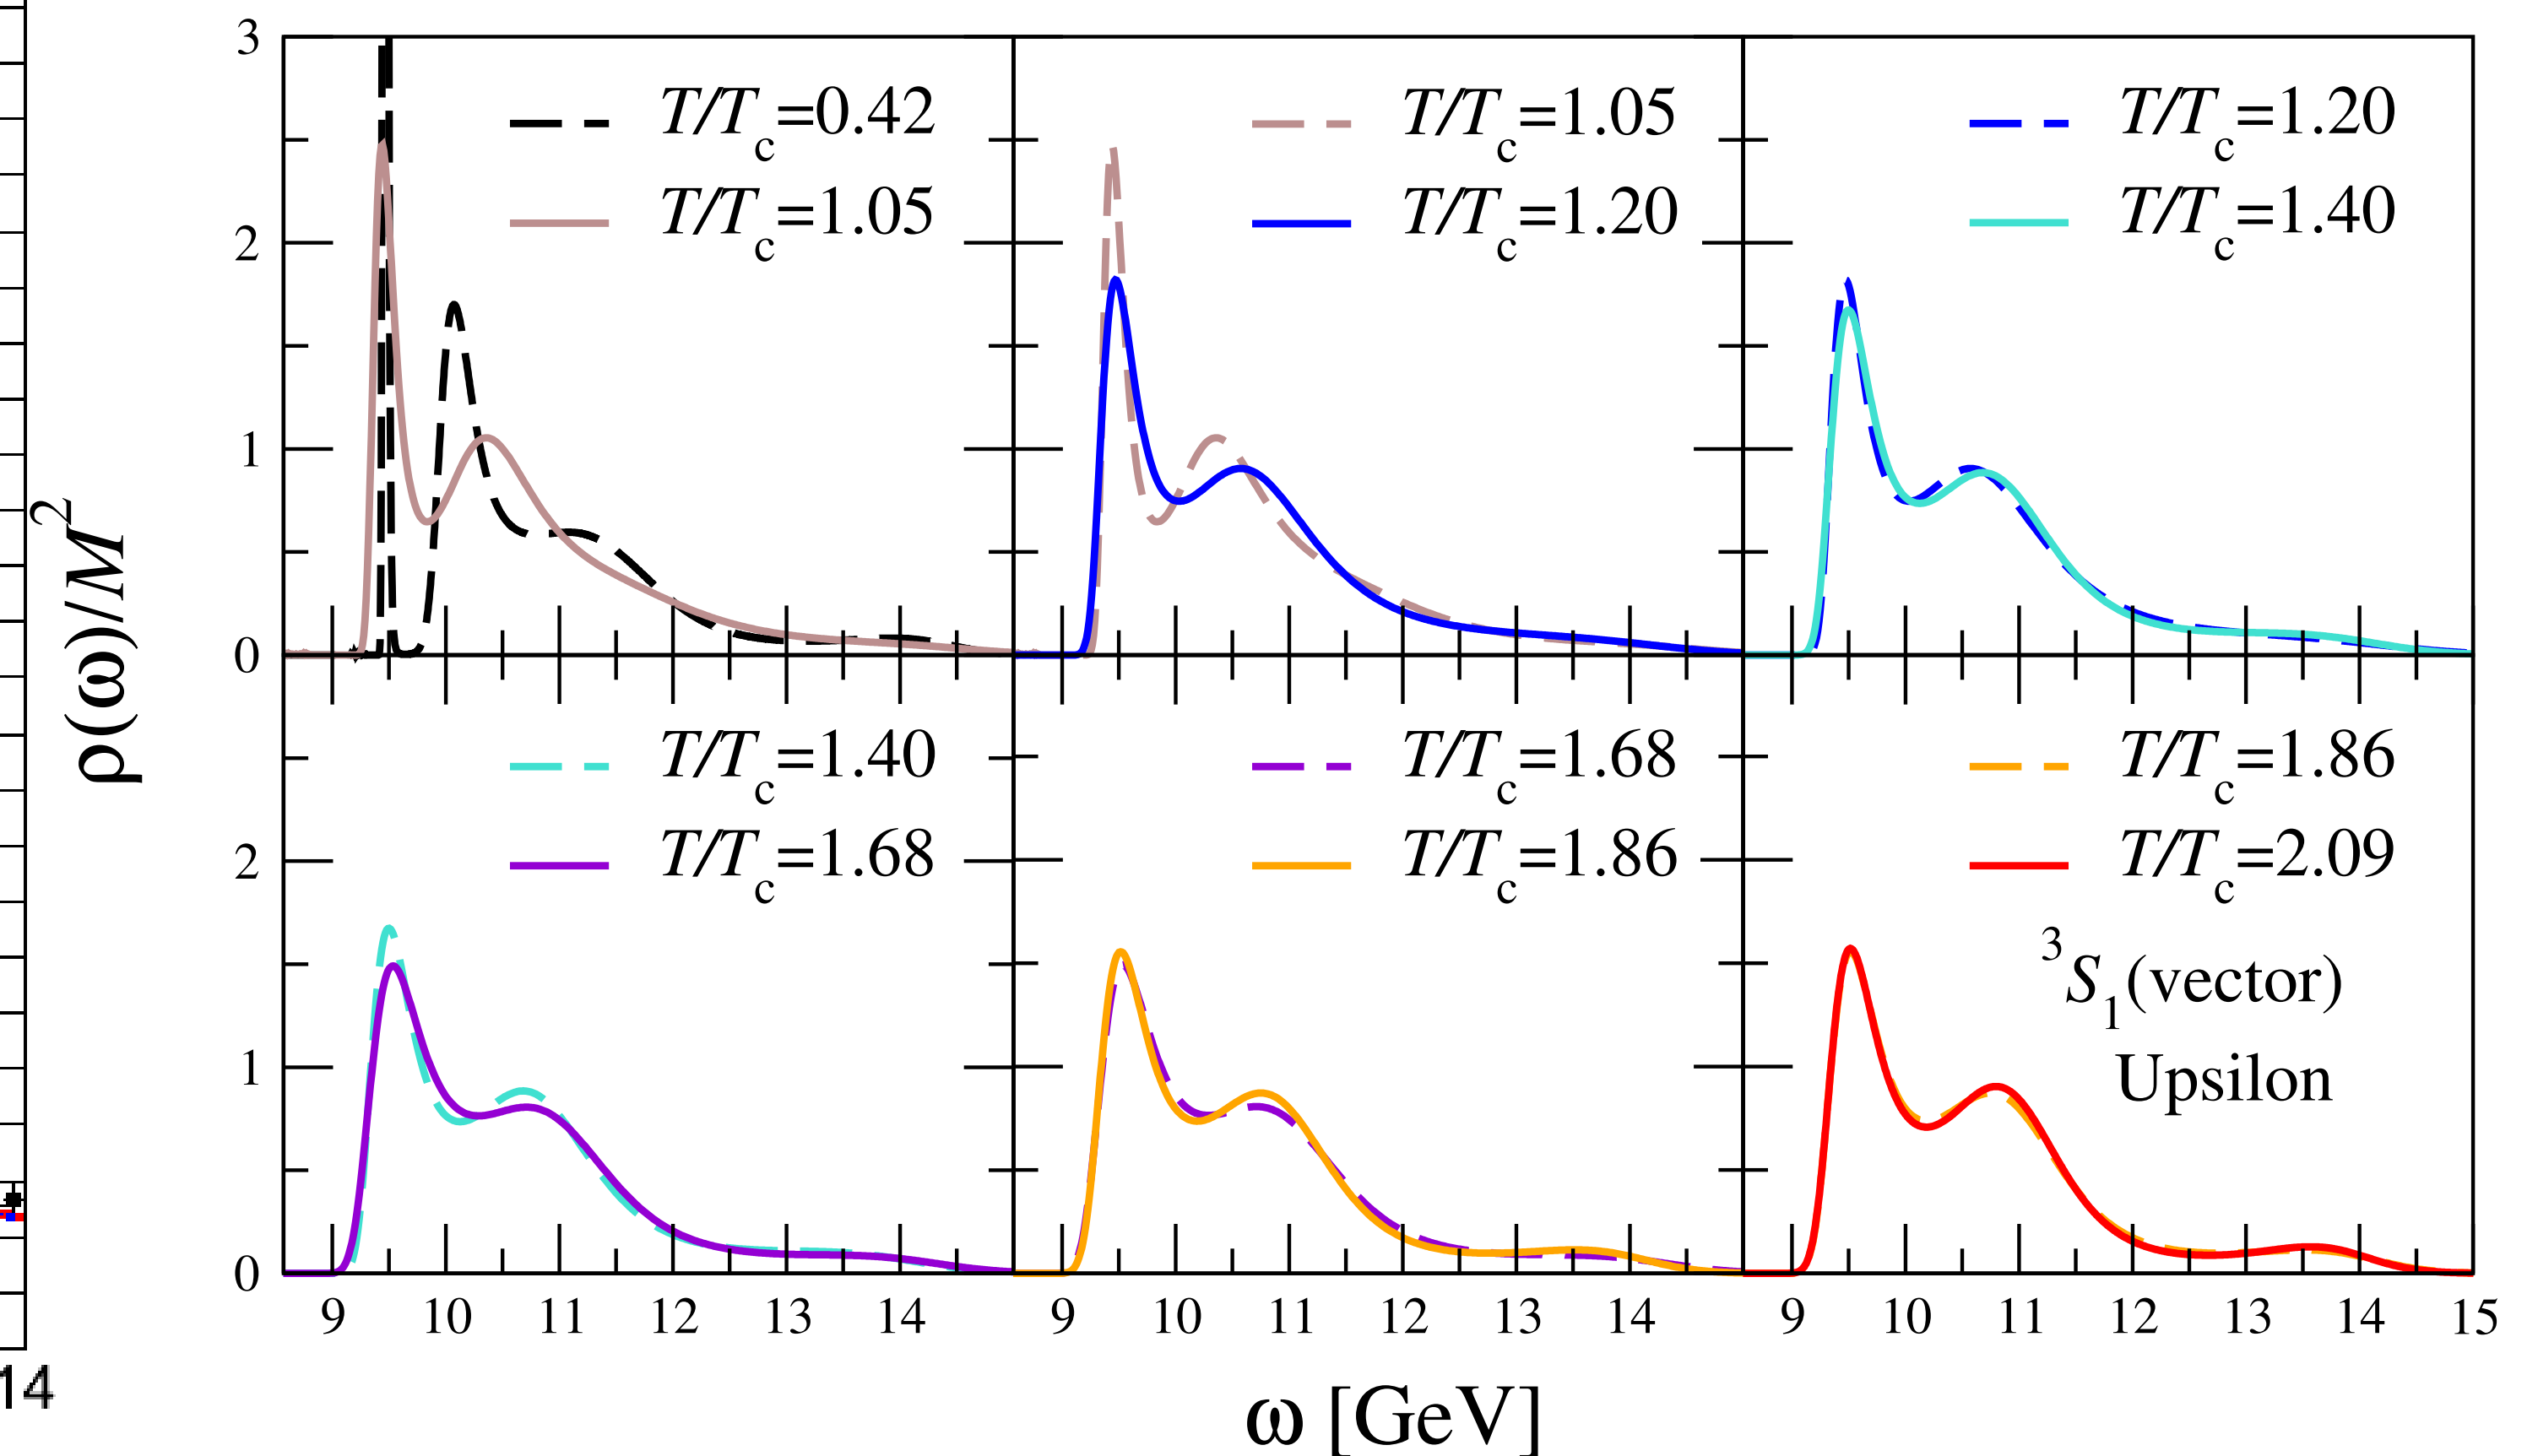 ρ(ω)/M²
3
2
1
0
T/Tc=0.42
T/Tc=1.05
T/Tc=1.05
T/Tc=1.20
T/Tc=1.20
T/Tc=1.40
2
1
0
T/Tc=1.40
T/Tc=1.68
T/Tc=1.68
T/Tc=1.86
T/Tc=1.86
T/Tc=2.09
³S₁(vector)
Upsilon
9 10 11 12 13 14 9 10 11 12 13 14 9 10 11 12 13 14 15
14
ω [GeV]